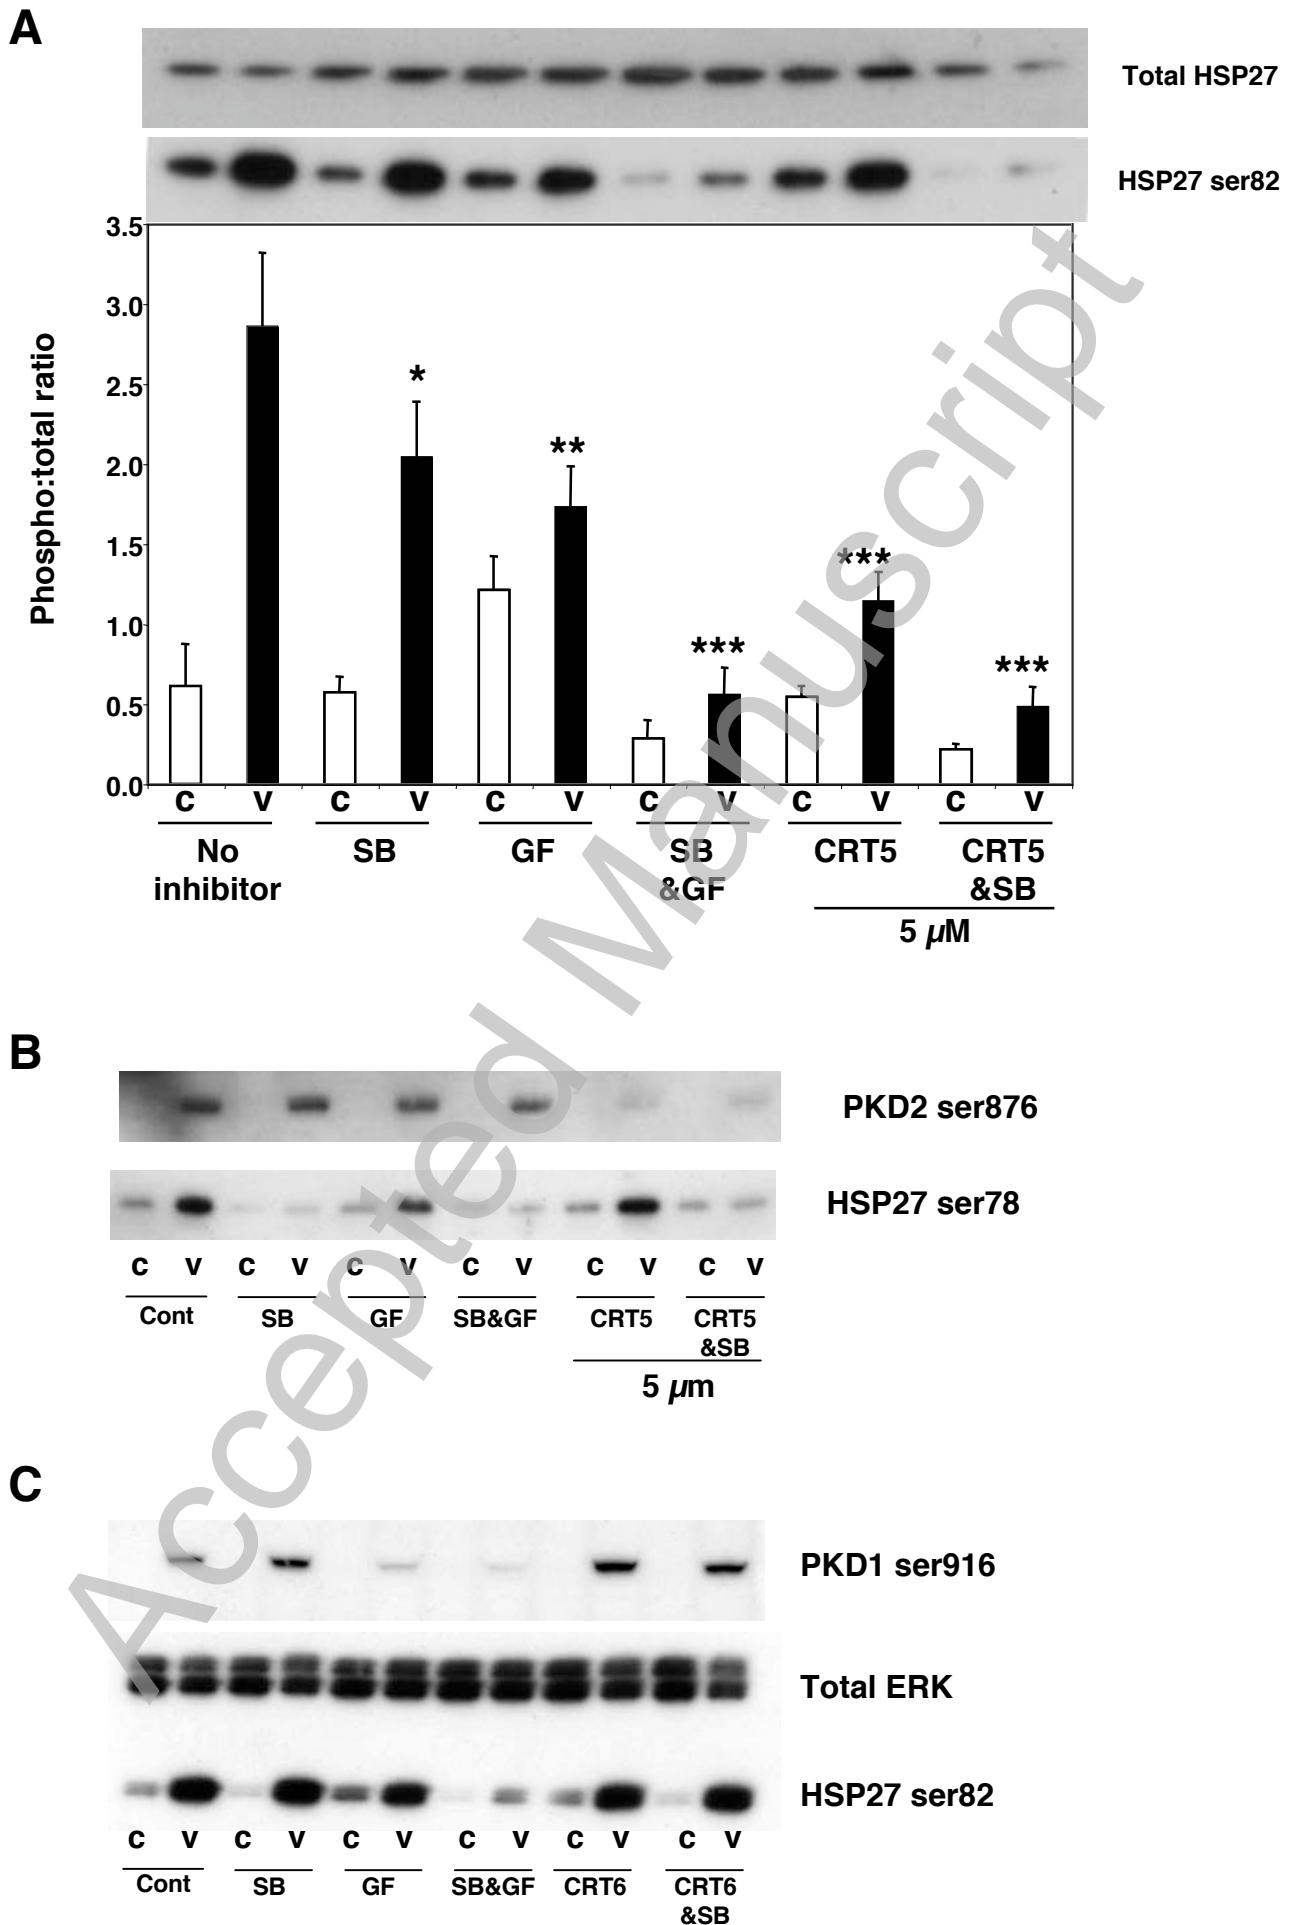 A
Total HSP27
HSP27 ser82
3.5
3.0
2.5
2.0
1.5
1.0
0.5
0.0
Phospho:total ratio
*
**
***
***
***
c v c v c v c v c v c v
No inhibitor
SB
GF
SB &GF
CRT5
CRT5 &SB
5 µM
B
PKD2 ser876
HSP27 ser78
c v c v c v c v c v c v
Cont
SB
GF
SB&GF
CRT5
CRT5 &SB
5 µm
C
PKD1 ser916
Total ERK
HSP27 ser82
c v c v c v c v c v c v
Cont
SB
GF
SB&GF
CRT6
CRT6 &SB
Accepted Manuscript